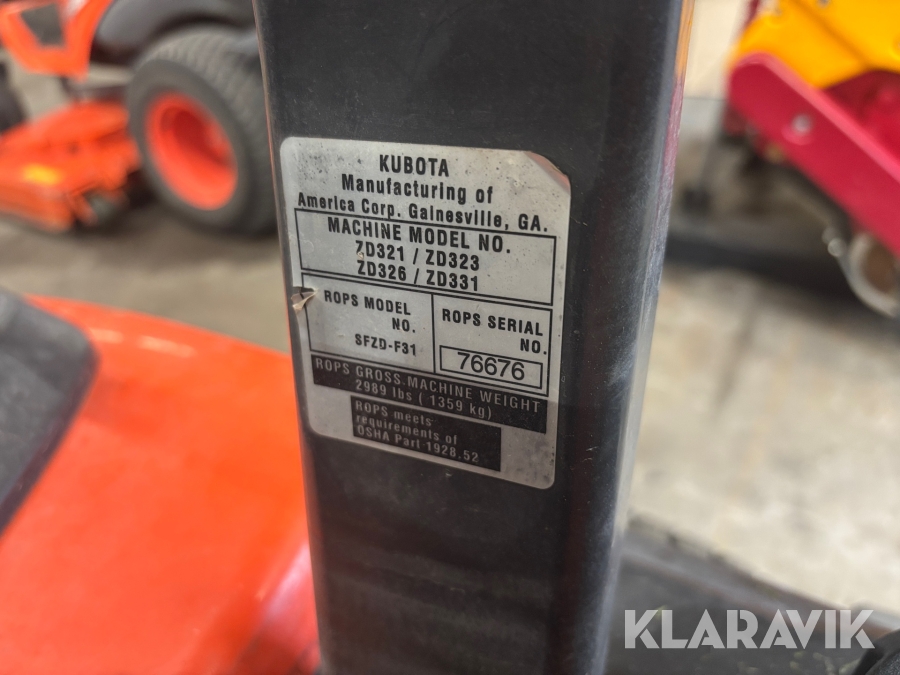 KUBOTA
Manufacturing of
America Corp. Gainesville, GA.
MACHINE MODEL NO.
ZD321 / ZD323
ZD326 / ZD331
ROPS MODEL
NO.
SFZD-F31
ROPS SERIAL
NO.
76676
ROPS GROSS MACHINE WEIGHT
2989 lbs ( 1359 kg)
ROPS meets
requirements of
OSHA Part 1928.52
KLARAVIK